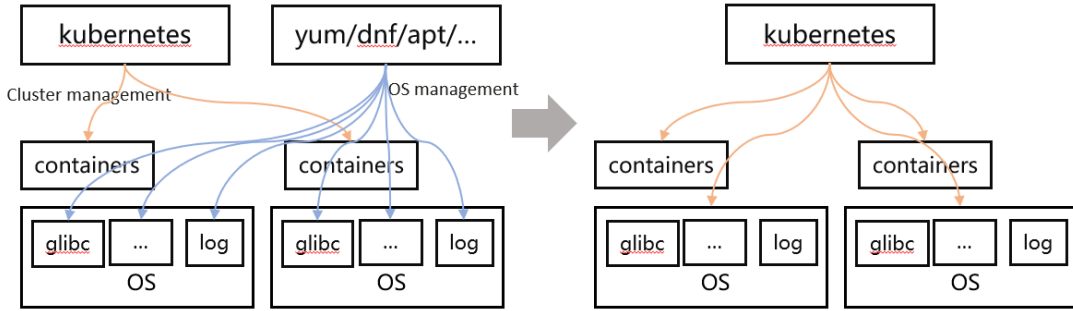 kubernetes
yum/dnf/apt/...
Cluster management
OS management
containers
containers
glibc
...
log
OS
glibc
...
log
OS
kubernetes
containers
containers
glibc
...
log
OS
glibc
...
log
OS